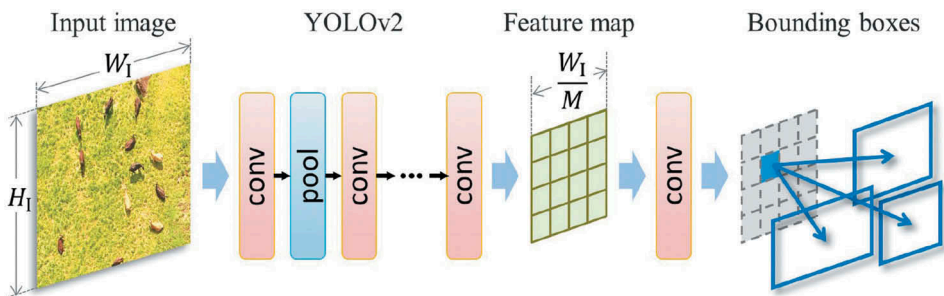 Input image
YOLOv2
Feature map
Bounding boxes
W_I
H_I
conv
pool
conv
...
conv
W_I
M
conv